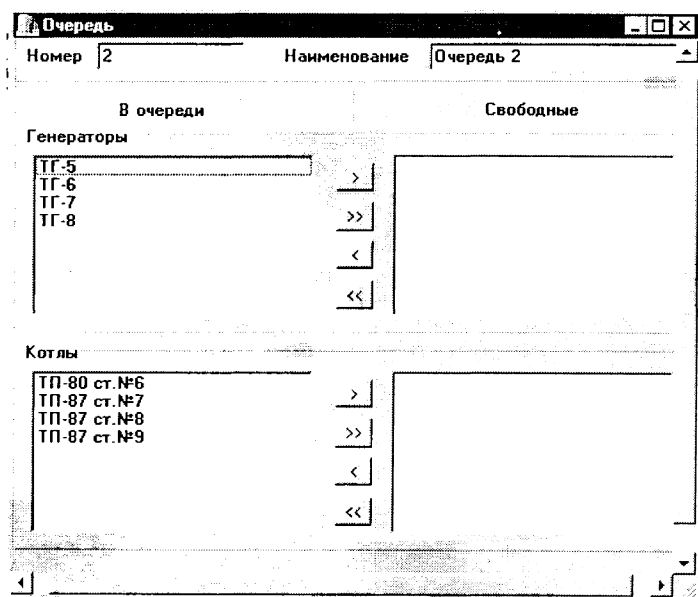 Очередь
Номер 2 Наименование Очередь 2
В очереди Свободные
Генераторы
ТГ-5
ТГ-6
ТГ-7
ТГ-8
>
>>
<
<<
Котлы
ТП-80 ст.№6
ТП-87 ст.№7
ТП-87 ст.№8
ТП-87 ст.№9
>
>>
<
<<